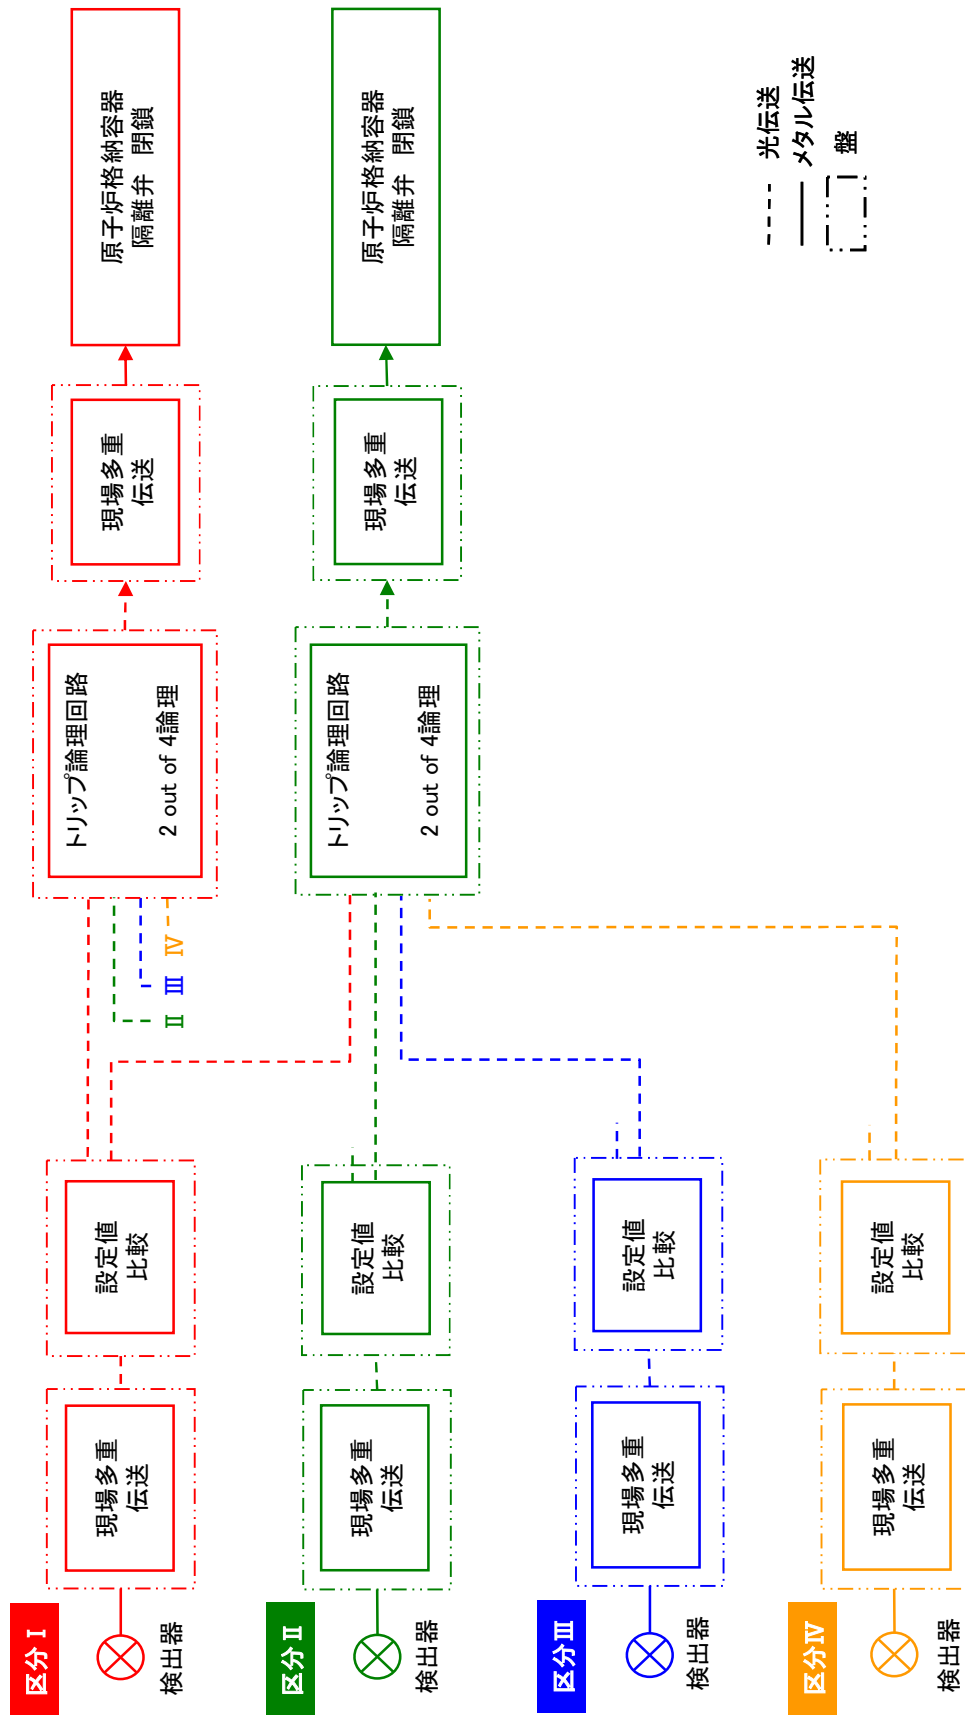 区分Ⅰ
検出器
現場多重
伝送
設定値
比較
トリップ論理回路
2 out of 4論理
現場多重
伝送
原子炉格納容器
隔離弁　閉鎖
Ⅱ
Ⅲ
Ⅳ
区分Ⅱ
検出器
現場多重
伝送
設定値
比較
トリップ論理回路
2 out of 4論理
現場多重
伝送
原子炉格納容器
隔離弁　閉鎖
区分Ⅲ
検出器
現場多重
伝送
設定値
比較
区分Ⅳ
検出器
現場多重
伝送
設定値
比較
光伝送
メタル伝送
盤